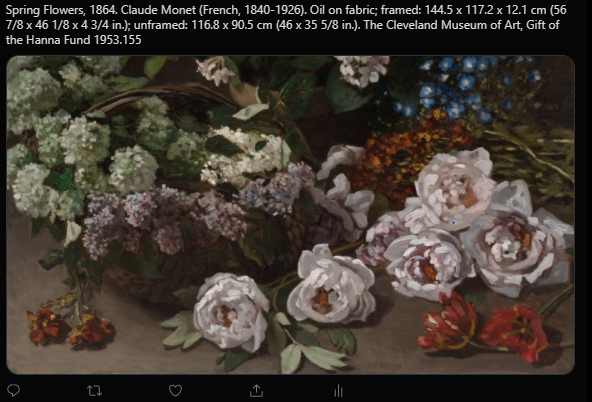 Spring Flowers, 1864. Claude Monet (French, 1840-1926). Oil on fabric; framed: 144.5 x 117.2 x 12.1 cm (56
7/8 x 46 1/8 x 4 3/4 in.); unframed: 116.8 x 90.5 cm (46 x 35 5/8 in.). The Cleveland Museum of Art, Gift of
the Hanna Fund 1953.155